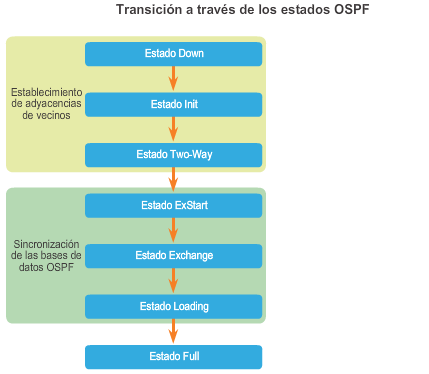 Transición a través de los estados OSPF
Estado Down
Establecimiento
de adyacencias
de vecinos
Estado Init
Estado Two-Way
Estado ExStart
Sincronización
de las bases de
datos OSPF
Estado Exchange
Estado Loading
Estado Full